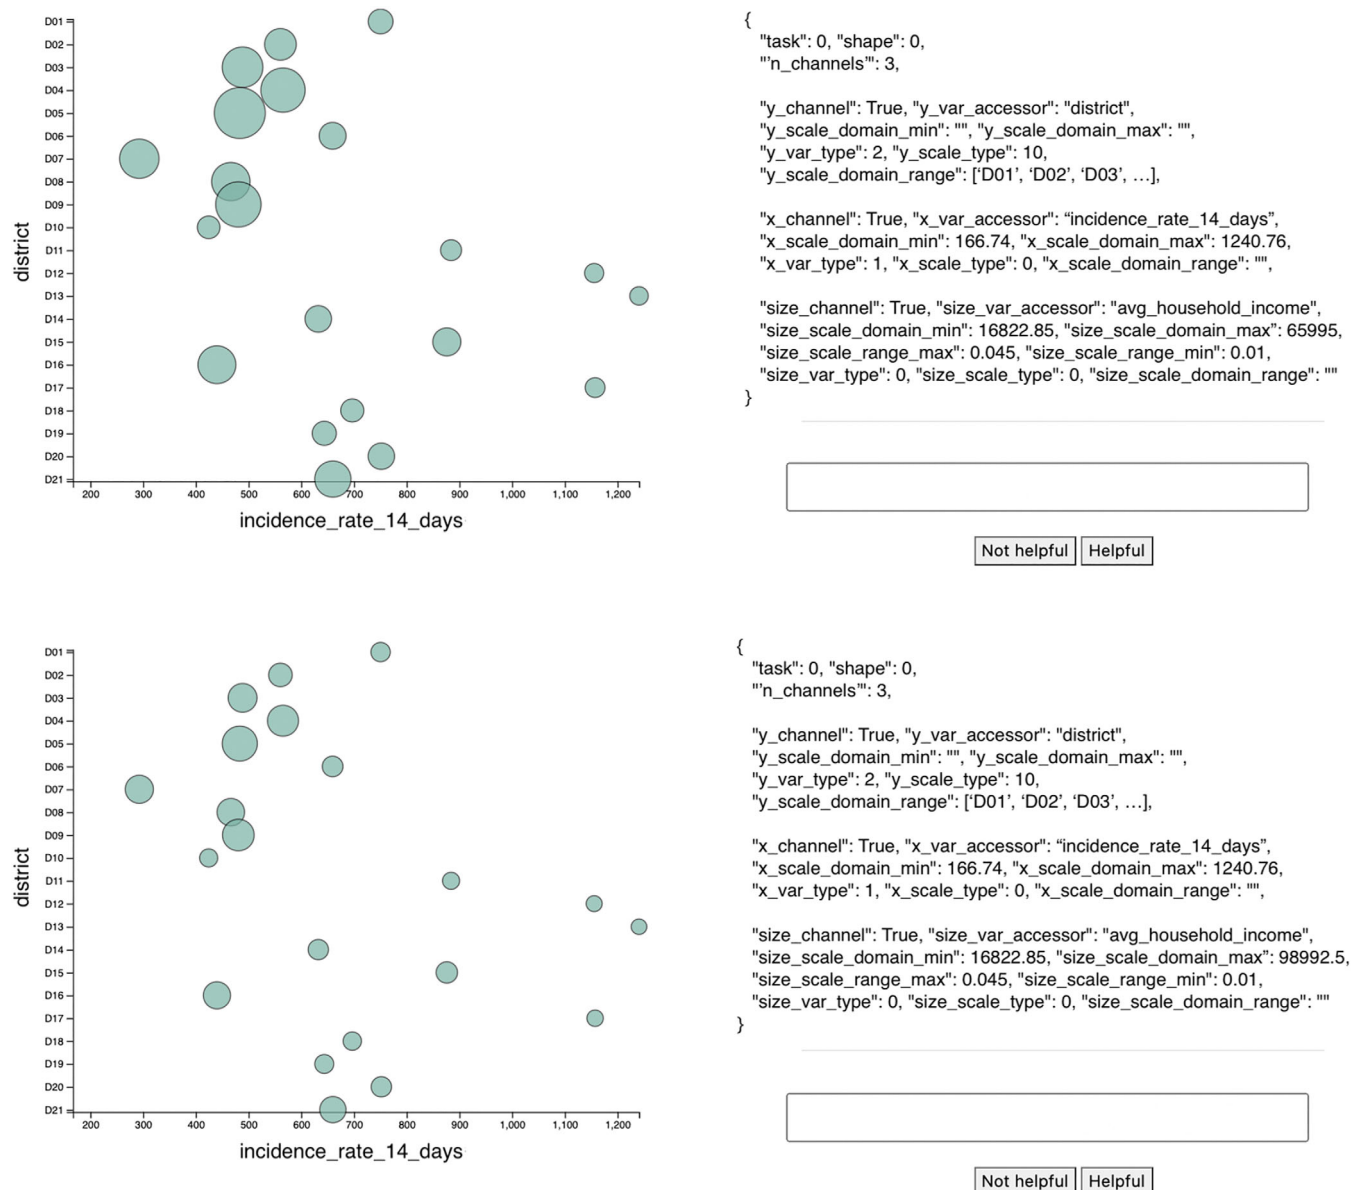 D01
D02
D03
D04
D05
D06
D07
D08
D09
D10
D11
D12
D13
D14
D15
D16
D17
D18
D19
D20
D21
district
200 300 400 500 600 700 800 900 1,000 1,100 1,200
incidence_rate_14_days
{
"task": 0, "shape": 0,
"'n_channels'": 3,
"y_channel": True, "y_var_accessor": "district",
"y_scale_domain_min": "", "y_scale_domain_max": "",
"y_var_type": 2, "y_scale_type": 10,
"y_scale_domain_range": [‘D01’, ‘D02’, ‘D03’, …],
"x_channel": True, "x_var_accessor": “incidence_rate_14_days”,
"x_scale_domain_min": 166.74, "x_scale_domain_max": 1240.76,
"x_var_type": 1, "x_scale_type": 0, "x_scale_domain_range": "",
"size_channel": True, "size_var_accessor": "avg_household_income",
"size_scale_domain_min": 16822.85, "size_scale_domain_max”: 65995,
"size_scale_range_max": 0.045, "size_scale_range_min": 0.01,
"size_var_type": 0, "size_scale_type": 0, "size_scale_domain_range": ""
}
Not helpful Helpful
D01
D02
D03
D04
D05
D06
D07
D08
D09
D10
D11
D12
D13
D14
D15
D16
D17
D18
D19
D20
D21
district
200 300 400 500 600 700 800 900 1,000 1,100 1,200
incidence_rate_14_days
{
"task": 0, "shape": 0,
"'n_channels'": 3,
"y_channel": True, "y_var_accessor": "district",
"y_scale_domain_min": "", "y_scale_domain_max": "",
"y_var_type": 2, "y_scale_type": 10,
"y_scale_domain_range": [‘D01’, ‘D02’, ‘D03’, …],
"x_channel": True, "x_var_accessor": “incidence_rate_14_days”,
"x_scale_domain_min": 166.74, "x_scale_domain_max": 1240.76,
"x_var_type": 1, "x_scale_type": 0, "x_scale_domain_range": "",
"size_channel": True, "size_var_accessor": "avg_household_income",
"size_scale_domain_min": 16822.85, "size_scale_domain_max”: 98992.5,
"size_scale_range_max": 0.045, "size_scale_range_min": 0.01,
"size_var_type": 0, "size_scale_type": 0, "size_scale_domain_range": ""
}
Not helpful Helpful